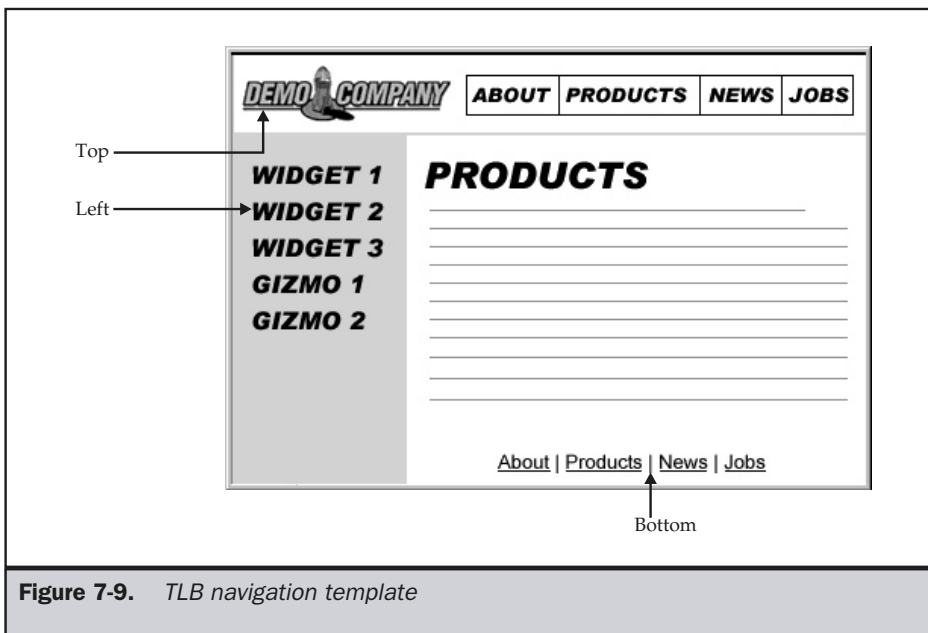 DEMO COMPANY
ABOUT PRODUCTS NEWS JOBS
Top
Left
WIDGET 1
WIDGET 2
WIDGET 3
GIZMO 1
GIZMO 2
PRODUCTS
About | Products | News | Jobs
Bottom
Figure 7-9. TLB navigation template